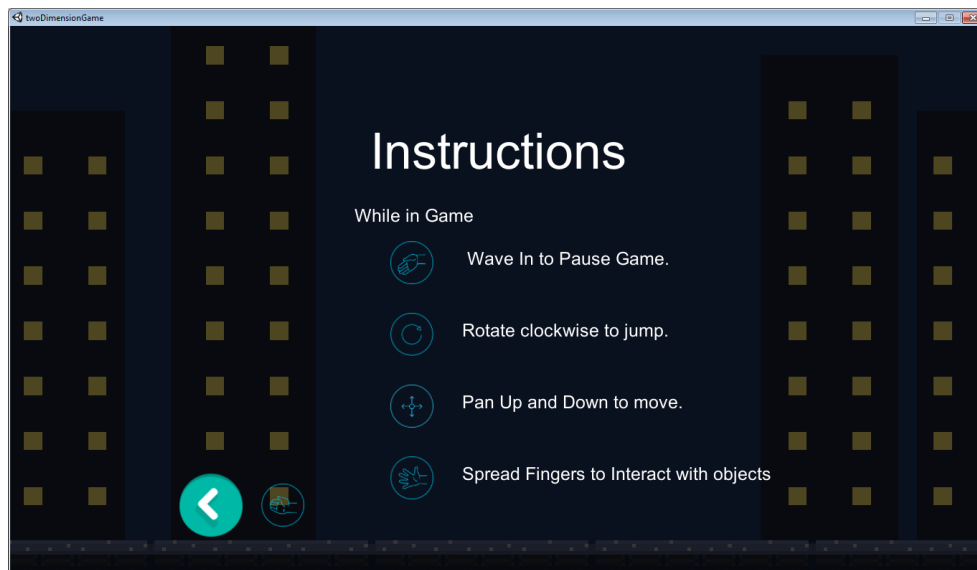 twoDimensionGame
Instructions
While in Game
Wave In to Pause Game.
Rotate clockwise to jump.
Pan Up and Down to move.
Spread Fingers to Interact with objects